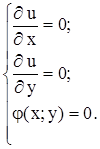 ∂u/∂x = 0;
∂u/∂y = 0;
φ(x; y) = 0.